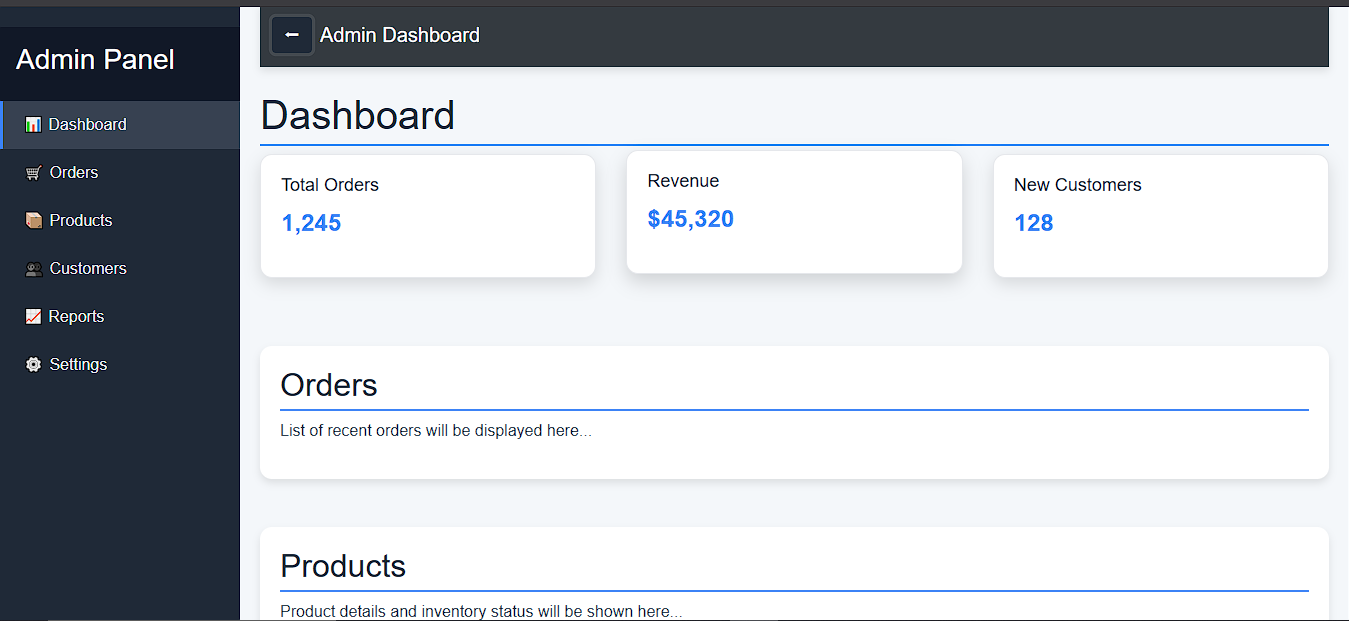 Admin Panel
Dashboard
Orders
Products
Customers
Reports
Settings
← Admin Dashboard
Dashboard
Total Orders
1,245
Revenue
$45,320
New Customers
128
Orders
List of recent orders will be displayed here...
Products
Product details and inventory status will be shown here...